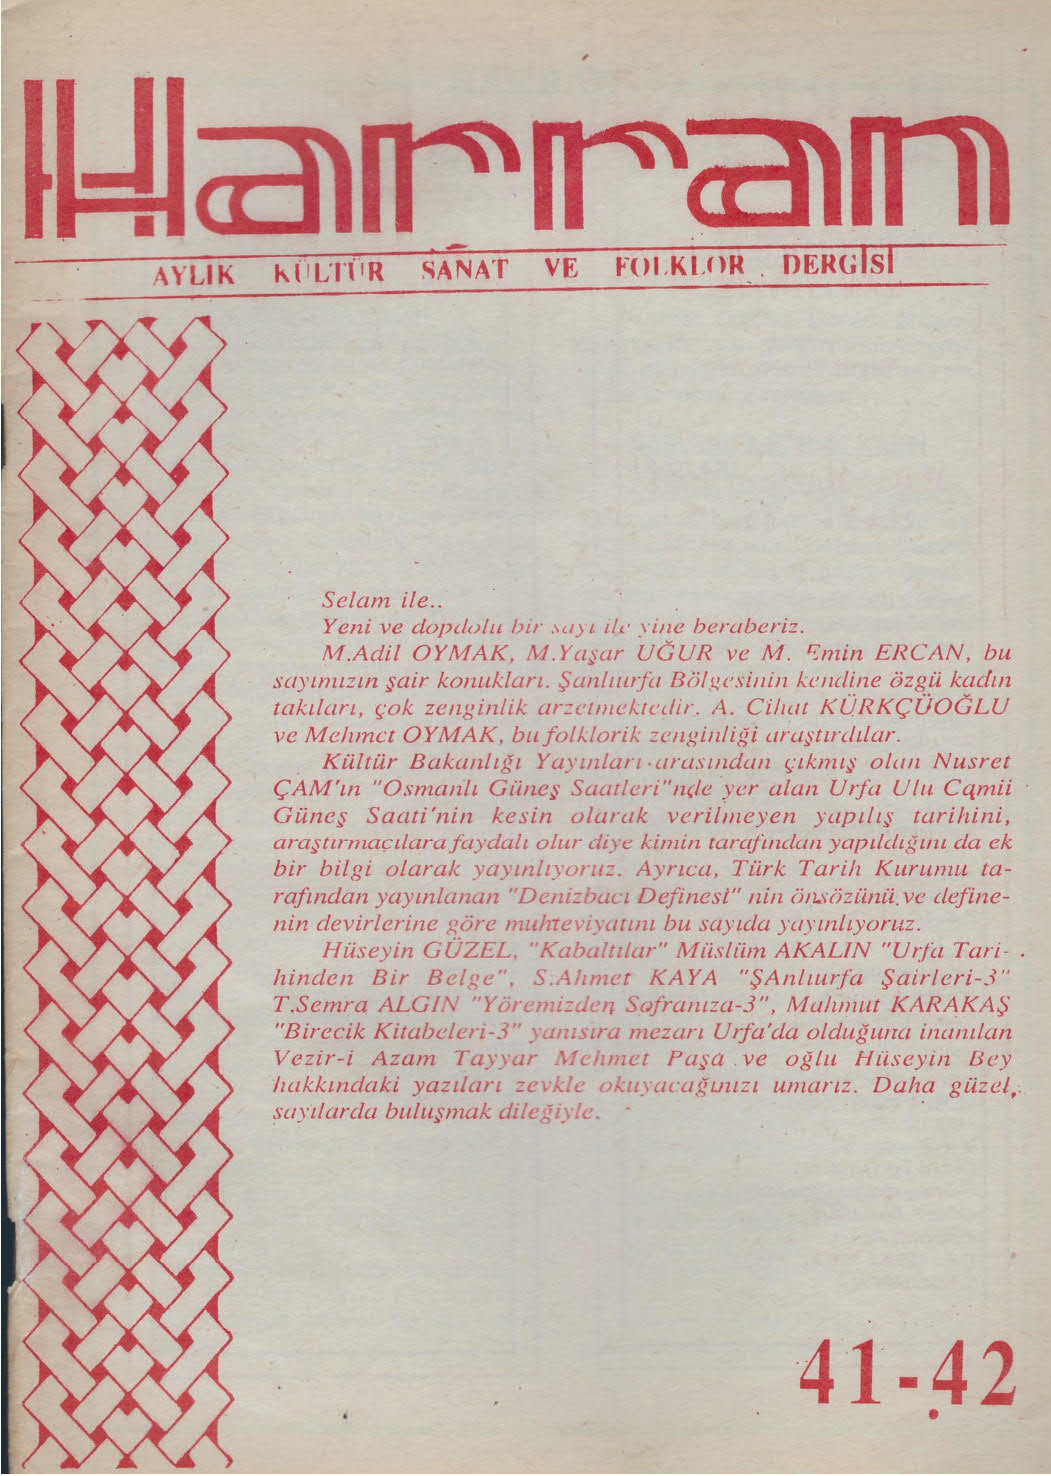 Harran
AYLIK KÜLTÜR SANAT VE FOLKLOR DERGİSİ
Selam ile..
Yeni ve dopdolu bir sayı ile yine beraberiz.
M.Adil OYMAK, M.Yaşar UĞUR ve M. Emin ERCAN, bu
sayımızın şair konukları. Şanlıurfa Bölgesinin kendine özgü kadın
takıları, çok zenginlik arzetmektedir. A. Cihat KÜRKÇÜOĞLU
ve Mehmet OYMAK, bu folklorik zenginliği araştırdılar.
Kültür Bakanlığı Yayınları arasından çıkmış olan Nusret
ÇAM'ın "Osmanlı Güneş Saatleri"nde yer alan Urfa Ulu Camii
Güneş Saati'nin kesin olarak verilmeyen yapılış tarihini,
araştırmacılara faydalı olur diye kimin tarafından yapıldığını da ek
bir bilgi olarak yayınlıyoruz. Ayrıca, Türk Tarih Kurumu ta-
rafından yayınlanan "Denizbacı Definesi" nin önsözünü ve define-
nin devirlerine göre muhteviyatını bu sayıda yayınlıyoruz.
Hüseyin GÜZEL, "Kabaltılar" Müslüm AKALIN "Urfa Tari-
hinden Bir Belge", S.Ahmet KAYA "ŞAnlıurfa Şairleri-3"
T.Semra ALGIN "Yöremizden Sofranıza-3", Mahmut KARAKAŞ
"Birecik Kitabeleri-3" yanısıra mezarı Urfa'da olduğuna inanılan
Vezir-i Azam Tayyar Mehmet Paşa ve oğlu Hüseyin Bey
hakkındaki yazıları zevkle okuyacağınızı umarız. Daha güzel,
sayılarda buluşmak dileğiyle.
41-42